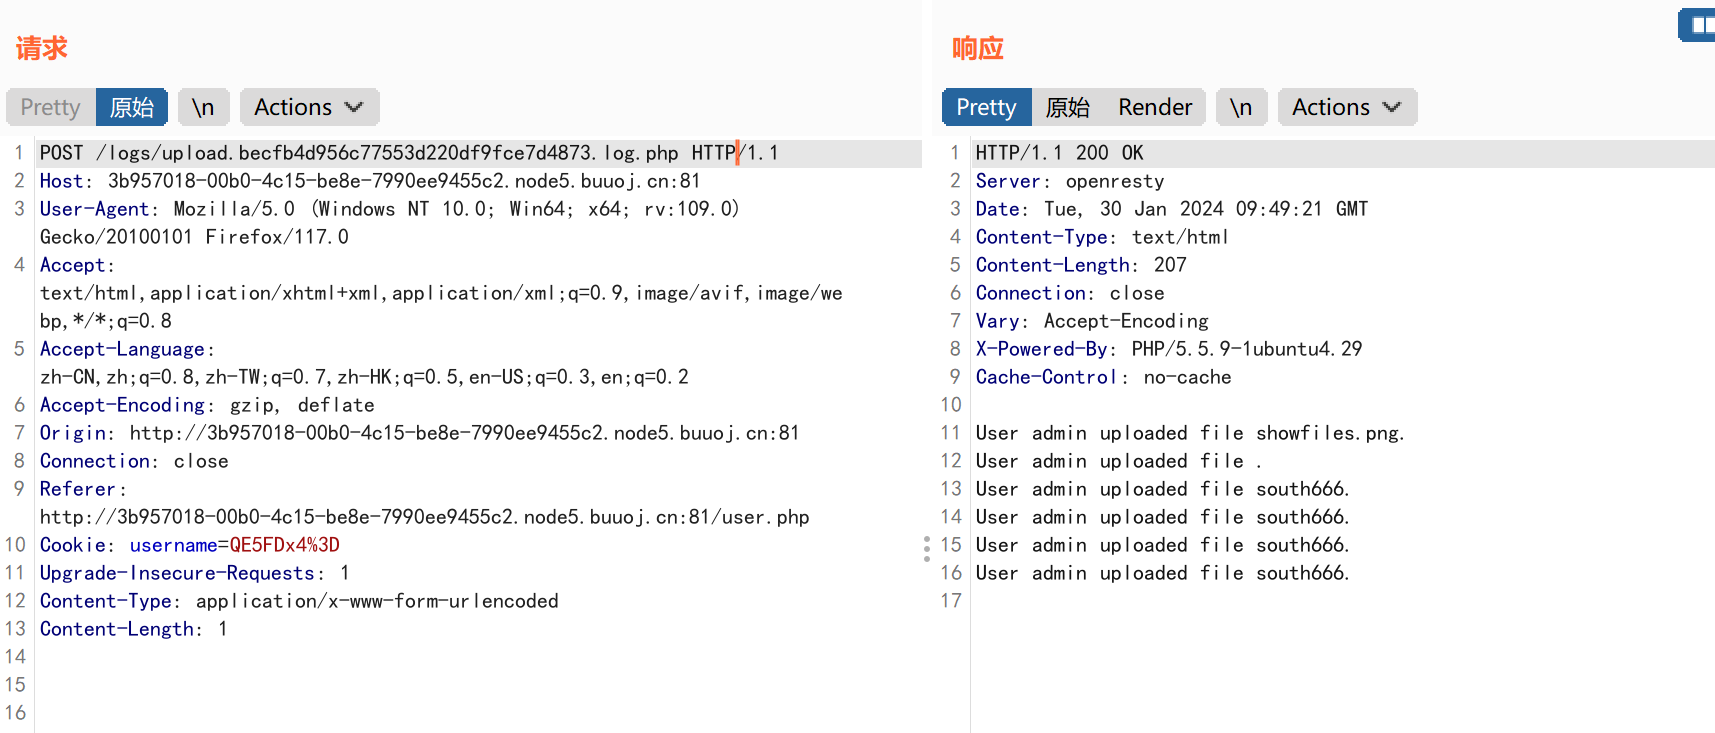 请求
Pretty 原始 \n Actions
1 POST /logs/upload.becfb4d956c77553d220df9fce7d4873.log.php HTTP/1.1
2 Host: 3b957018-00b0-4c15-be8e-7990ee9455c2.node5.buuoj.cn:81
3 User-Agent: Mozilla/5.0 (Windows NT 10.0; Win64; x64; rv:109.0)
Gecko/20100101 Firefox/117.0
4 Accept:
text/html,application/xhtml+xml,application/xml;q=0.9,image/avif,image/we
bp,*/*;q=0.8
5 Accept-Language:
zh-CN,zh;q=0.8,zh-TW;q=0.7,zh-HK;q=0.5,en-US;q=0.3,en;q=0.2
6 Accept-Encoding: gzip, deflate
7 Origin: http://3b957018-00b0-4c15-be8e-7990ee9455c2.node5.buuoj.cn:81
8 Connection: close
9 Referer:
http://3b957018-00b0-4c15-be8e-7990ee9455c2.node5.buuoj.cn:81/user.php
10 Cookie: username=QE5FDx4%3D
11 Upgrade-Insecure-Requests: 1
12 Content-Type: application/x-www-form-urlencoded
13 Content-Length: 1
14
15
16
响应
Pretty 原始 Render \n Actions
1 HTTP/1.1 200 OK
2 Server: openresty
3 Date: Tue, 30 Jan 2024 09:49:21 GMT
4 Content-Type: text/html
5 Content-Length: 207
6 Connection: close
7 Vary: Accept-Encoding
8 X-Powered-By: PHP/5.5.9-1ubuntu4.29
9 Cache-Control: no-cache
10
11 User admin uploaded file showfiles.png.
12 User admin uploaded file .
13 User admin uploaded file south666.
14 User admin uploaded file south666.
15 User admin uploaded file south666.
16 User admin uploaded file south666.
17